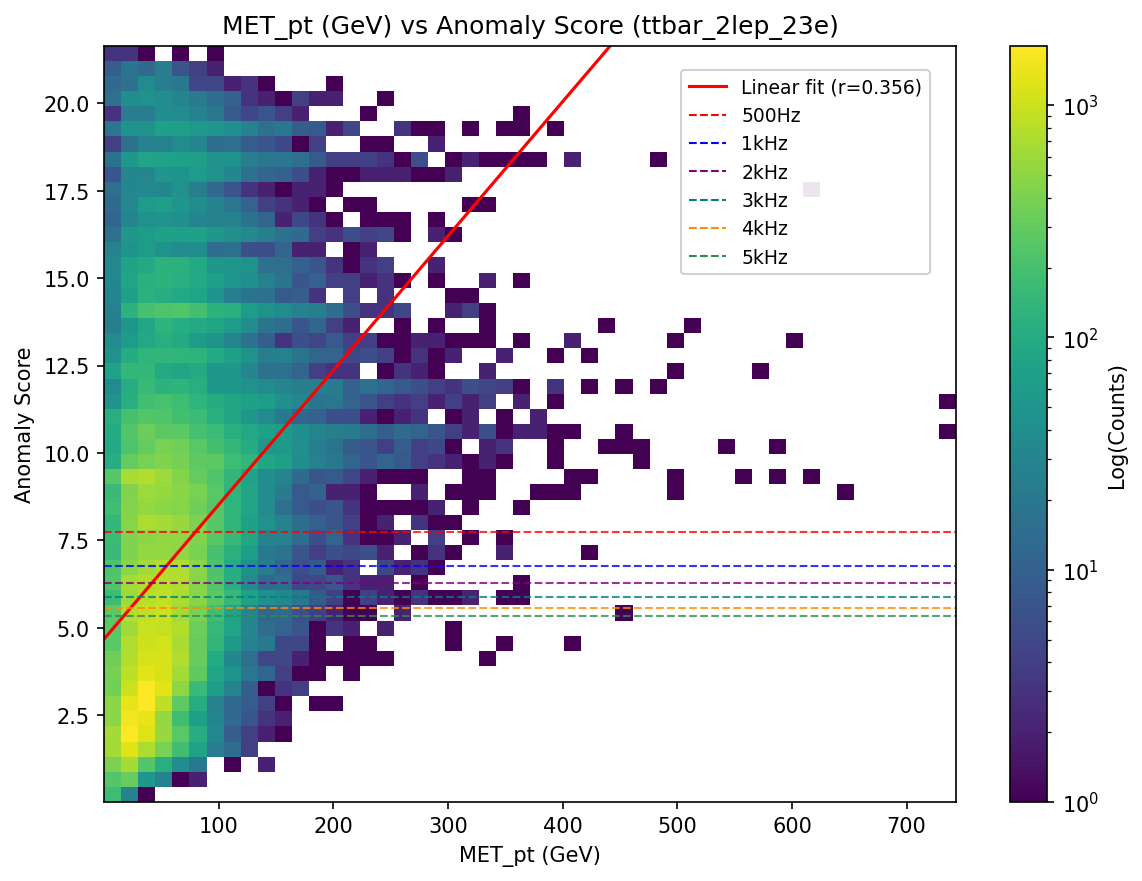 MET_pt (GeV) vs Anomaly Score (ttbar_2lep_23e)
Linear fit (r=0.356)
500Hz
1kHz
2kHz
3kHz
4kHz
5kHz
20.0
17.5
15.0
12.5
10.0
7.5
5.0
2.5
Anomaly Score
100
200
300
400
500
600
700
MET_pt (GeV)
10³
10²
10¹
10⁰
Log(Counts)